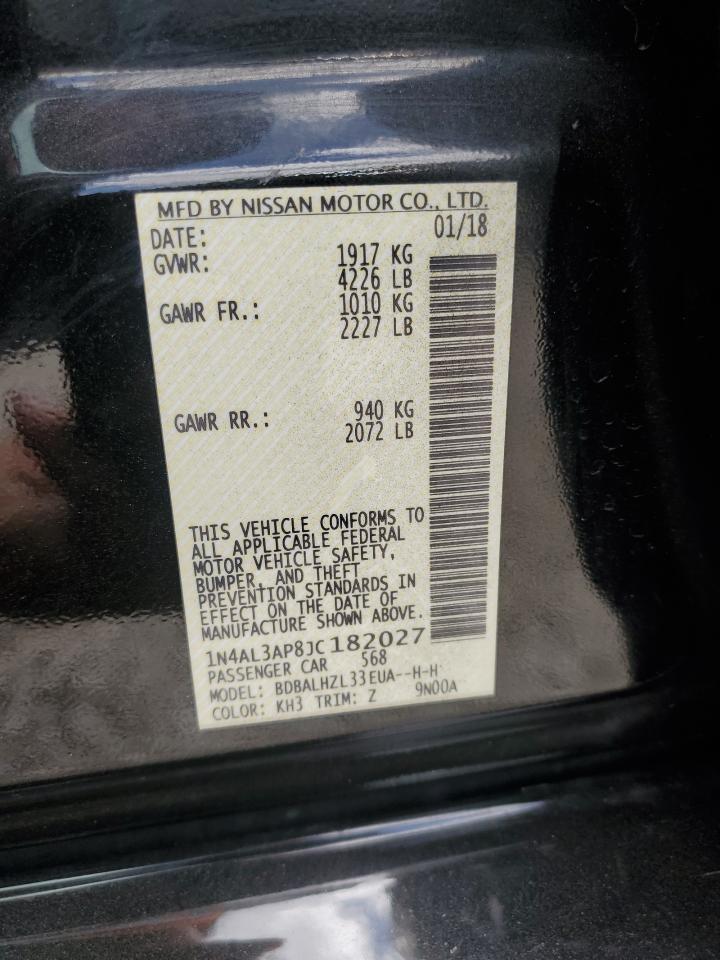 MFD BY NISSAN MOTOR CO., LTD.
DATE: 01/18
GVWR: 1917 KG
4226 LB
GAWR FR.: 1010 KG
2227 LB
GAWR RR.: 940 KG
2072 LB
THIS VEHICLE CONFORMS TO
ALL APPLICABLE FEDERAL
MOTOR VEHICLE SAFETY,
BUMPER, AND THEFT
PREVENTION STANDARDS IN
EFFECT ON THE DATE OF
MANUFACTURE SHOWN ABOVE.
1N4AL3AP8JC182027
PASSENGER CAR 568
MODEL: BDBALHZL33EUA--H-H
COLOR: KH3 TRIM: Z 9N00A